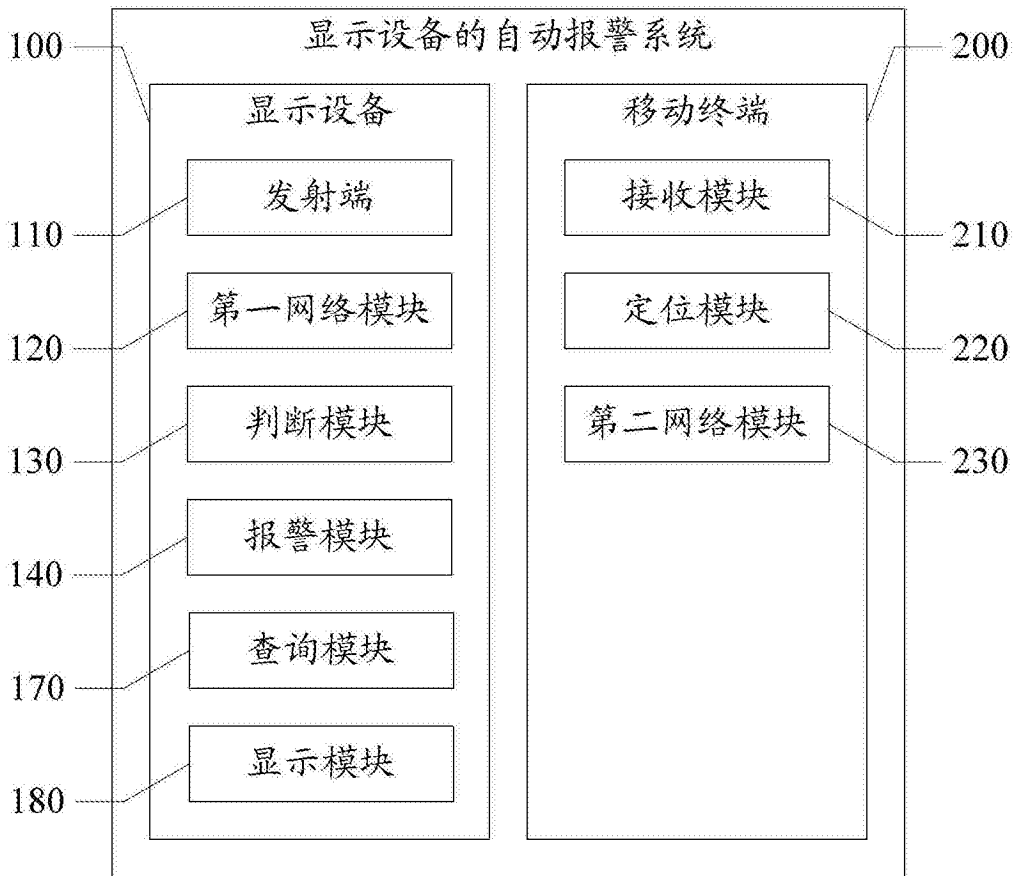 显示设备的自动报警系统
100
显示设备
发射端
110
第一网络模块
120
判断模块
130
报警模块
140
查询模块
170
显示模块
180
200
移动终端
接收模块
210
定位模块
220
第二网络模块
230